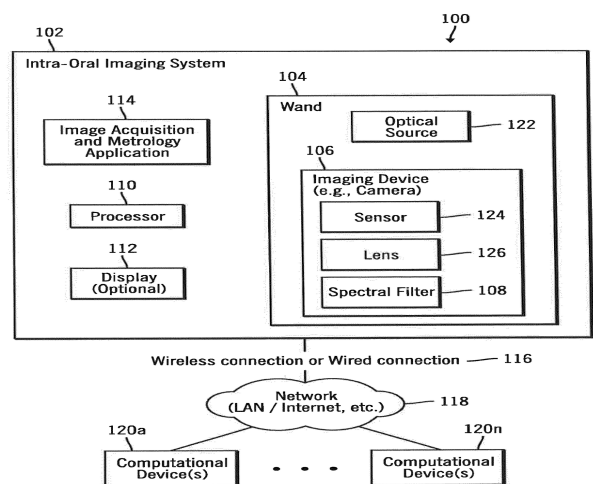 100
102
Intra-Oral Imaging System
114
Image Acquisition
and Metrology
Application
110
Processor
112
Display
(Optional)
104
Wand
Optical
Source
122
106
Imaging Device
(e.g., Camera)
Sensor
124
Lens
126
Spectral Filter
108
Wireless connection or Wired connection
116
Network
(LAN / Internet, etc.)
118
120a
Computational
Device(s)
120n
Computational
Device(s)